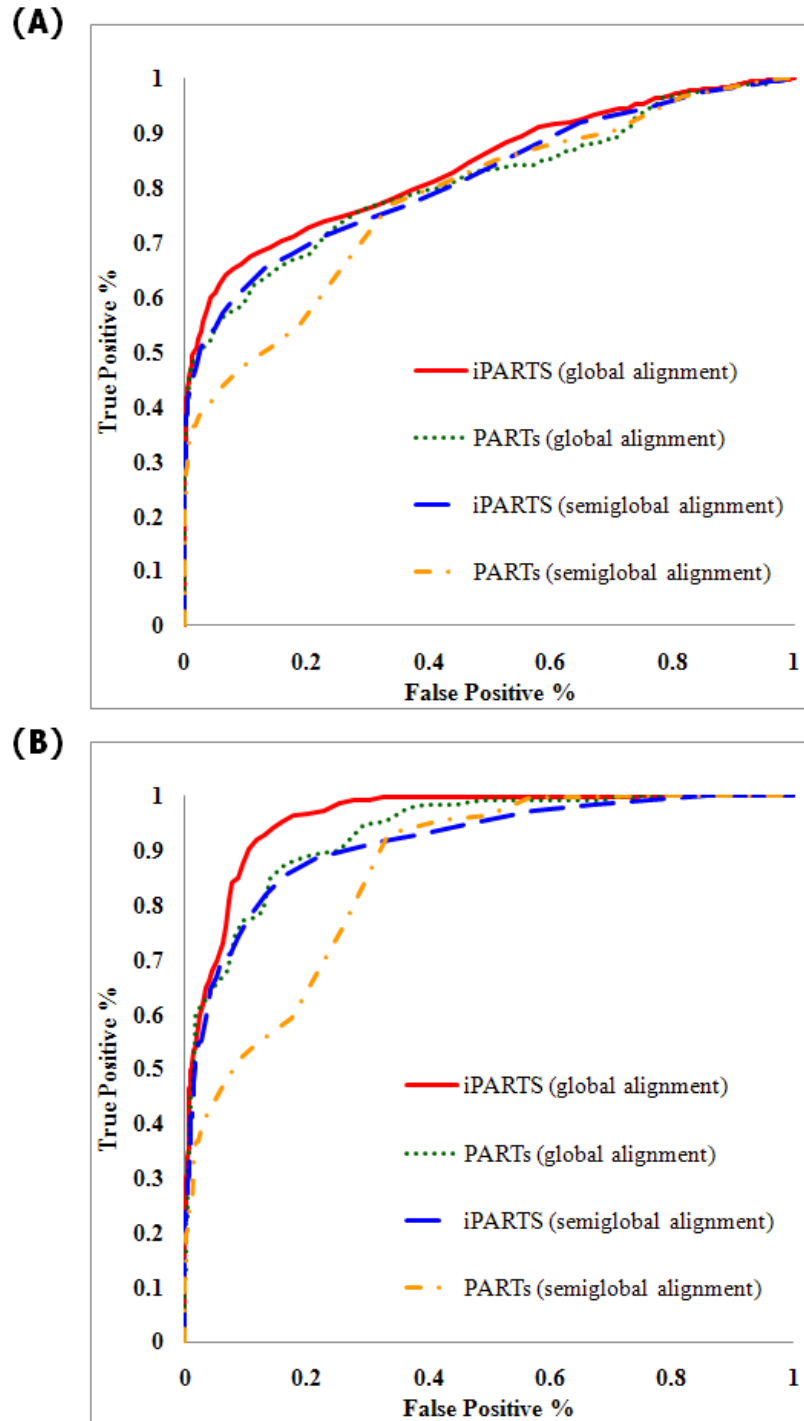 (A)
1
0.9
0.8
0.7
0.6
0.5
0.4
0.3
0.2
0.1
0
True Positive %
iPARTS (global alignment)
PARTs (global alignment)
iPARTS (semiglobal alignment)
PARTs (semiglobal alignment)
0 0.2 0.4 0.6 0.8 1
False Positive %
(B)
1
0.9
0.8
0.7
0.6
0.5
0.4
0.3
0.2
0.1
0
True Positive %
iPARTS (global alignment)
PARTs (global alignment)
iPARTS (semiglobal alignment)
PARTs (semiglobal alignment)
0 0.2 0.4 0.6 0.8 1
False Positive %